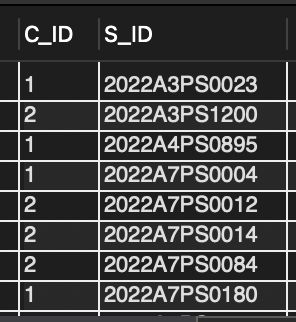 C_ID S_ID
1 2022A3PS0023
2 2022A3PS1200
1 2022A4PS0895
1 2022A7PS0004
2 2022A7PS0012
2 2022A7PS0014
2 2022A7PS0084
1 2022A7PS0180